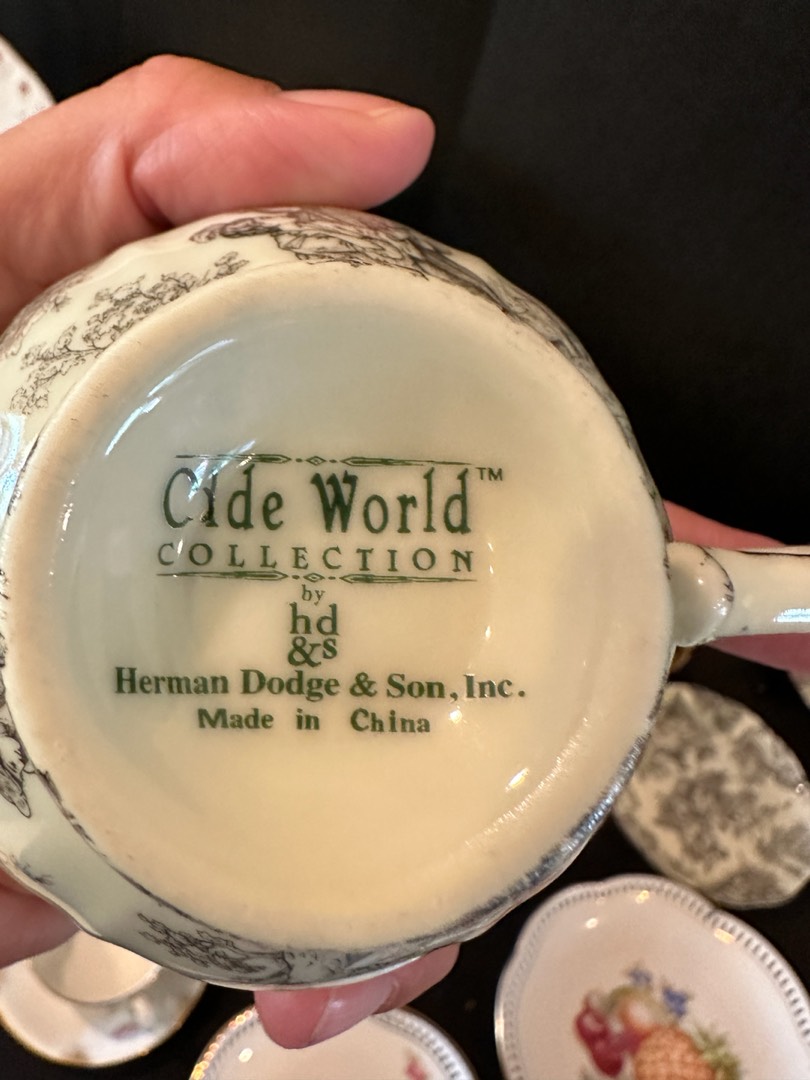 Olde World™
COLLECTION
by
hd
&s
Herman Dodge & Son, Inc.
Made in China